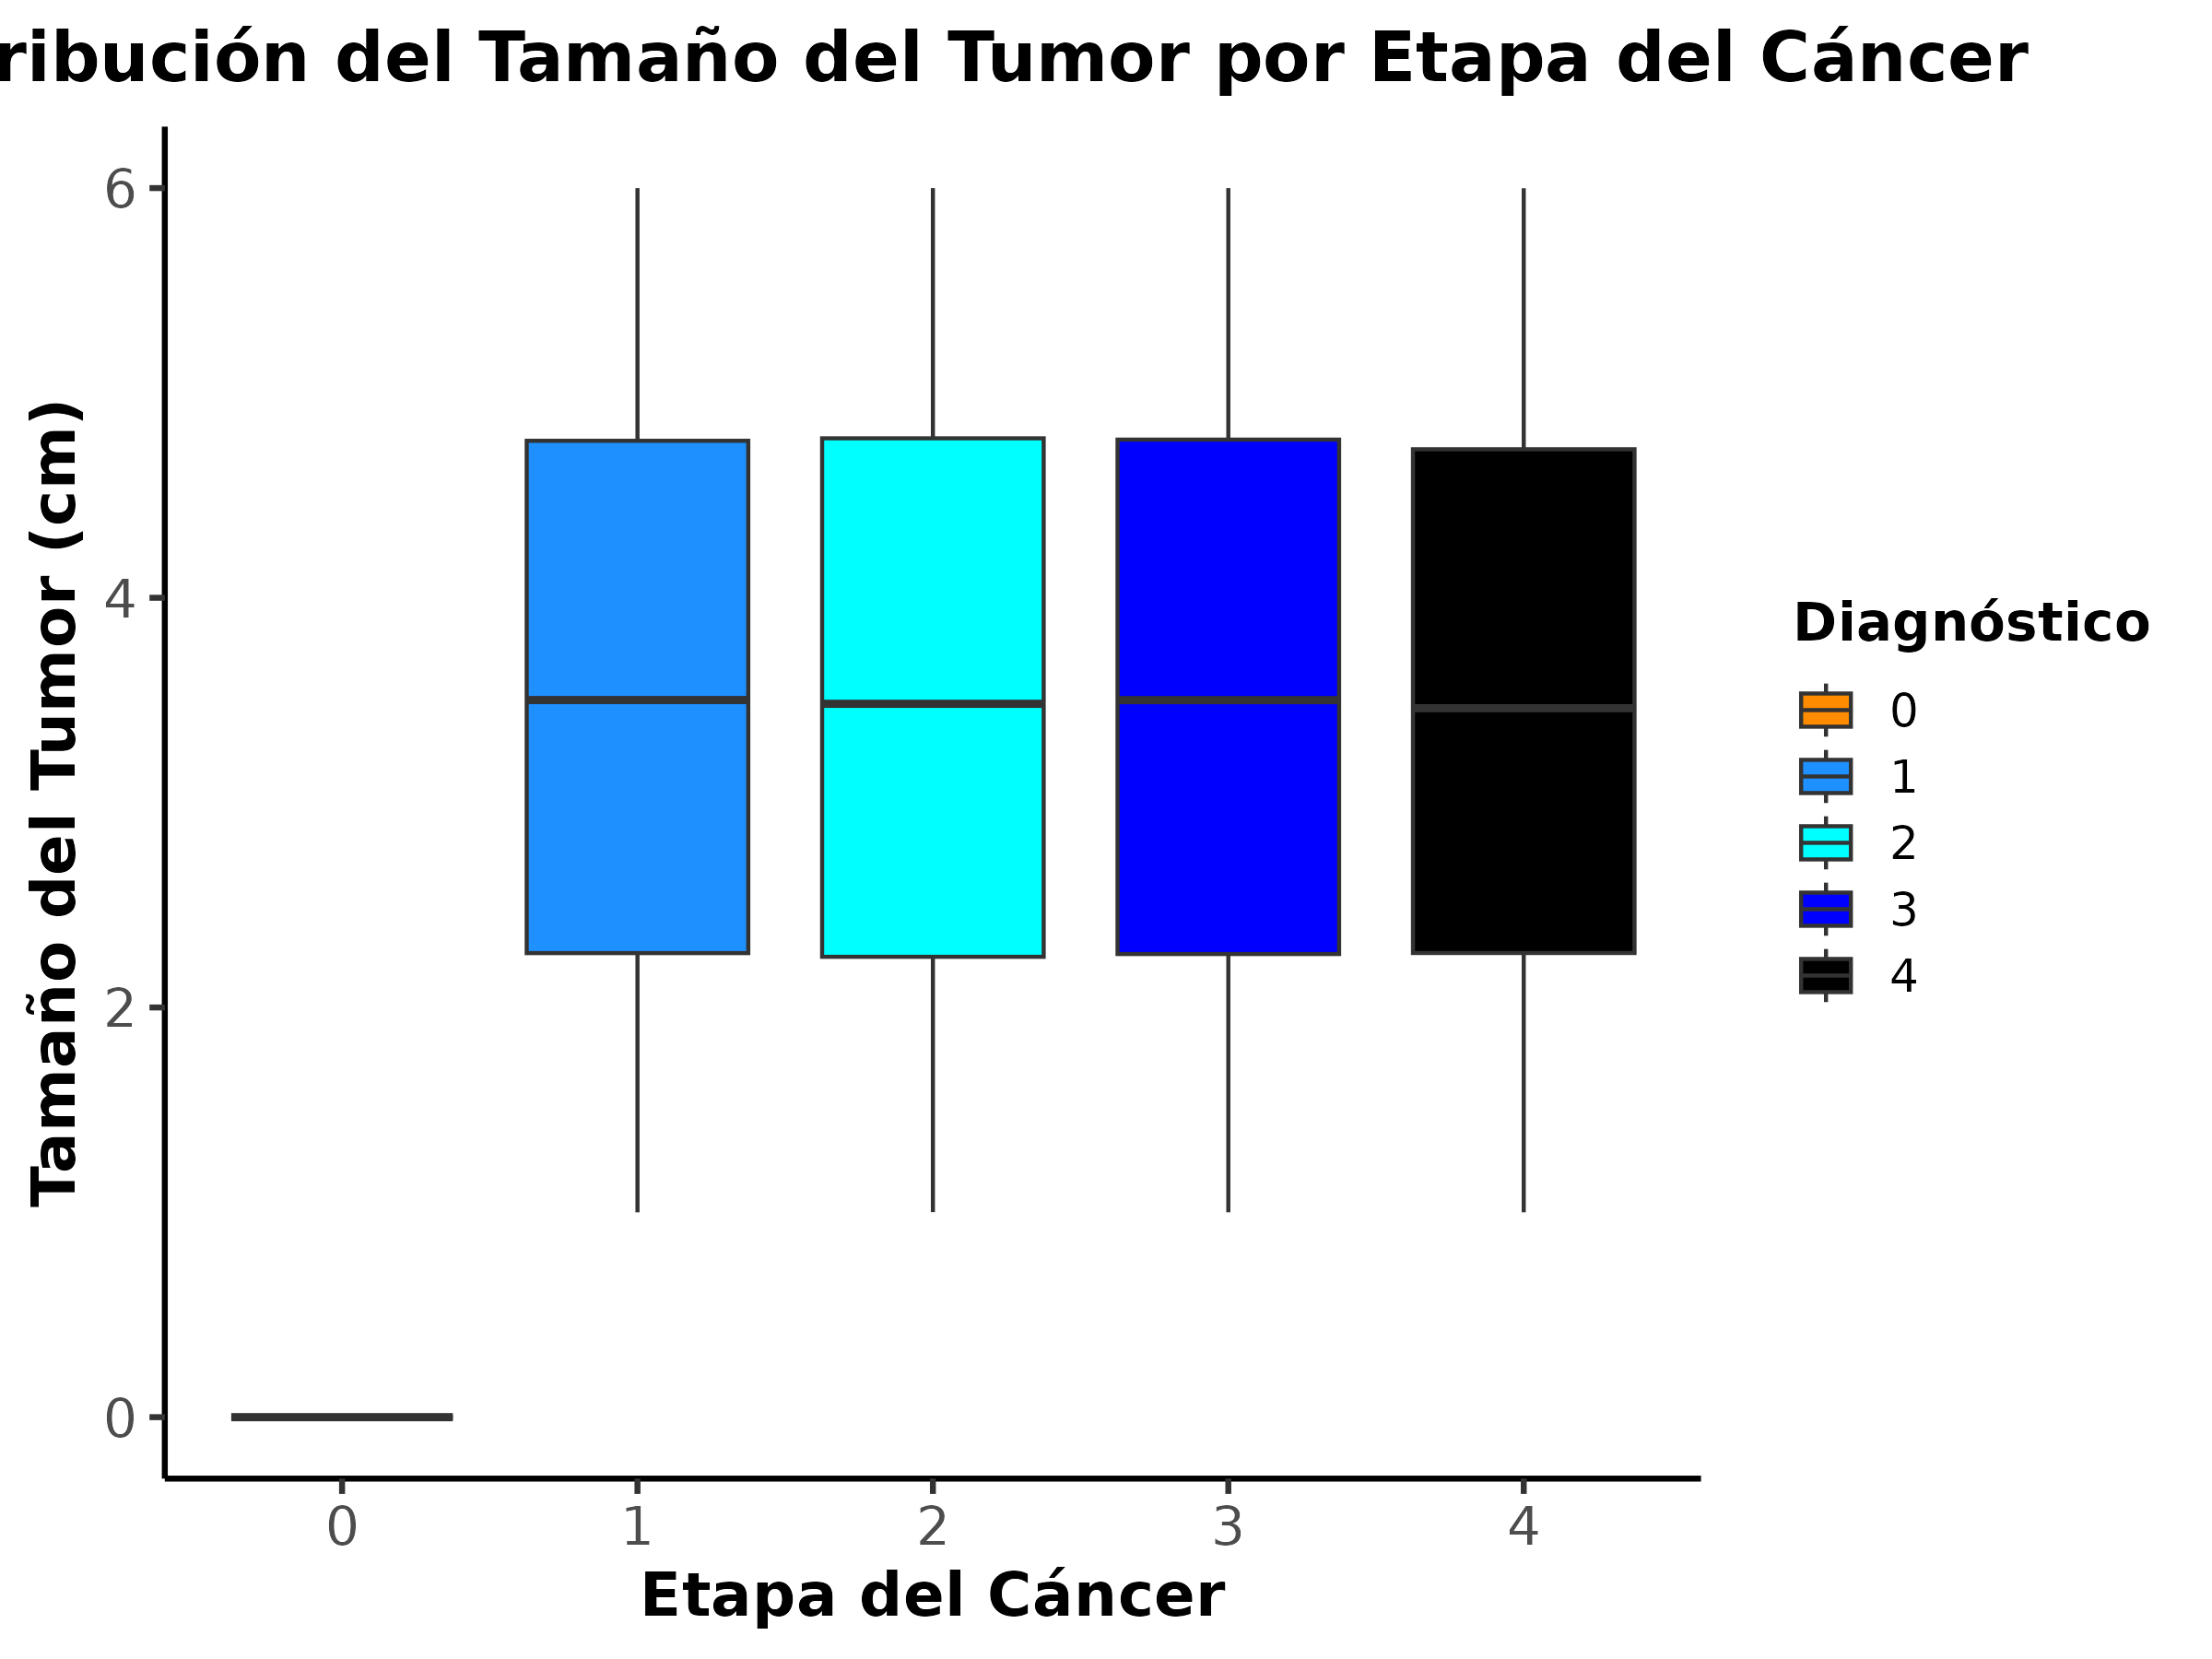 ribución del Tamaño del Tumor por Etapa del Cáncer
Tamaño del Tumor (cm)
6
4
2
0
0 1 2 3 4
Etapa del Cáncer
Diagnóstico
0
1
2
3
4